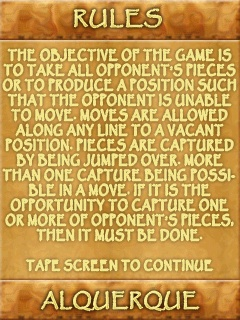 RULES
THE OBJECTIVE OF THE GAME IS
TO TAKE ALL OPPONENT'S PIECES
OR TO PRODUCE A POSITION SUCH
THAT THE OPPONENT IS UNABLE
TO MOVE. MOVES ARE ALLOWED
ALONG ANY LINE TO A VACANT
POSITION. PIECES ARE CAPTURED
BY BEING JUMPED OVER. MORE
THAN ONE CAPTURE BEING POSSI-
BLE IN A MOVE. IF IT IS THE
OPPORTUNITY TO CAPTURE ONE
OR MORE OF OPPONENT'S PIECES,
THEN IT MUST BE DONE.
TAPE SCREEN TO CONTINUE
ALQUERQUE